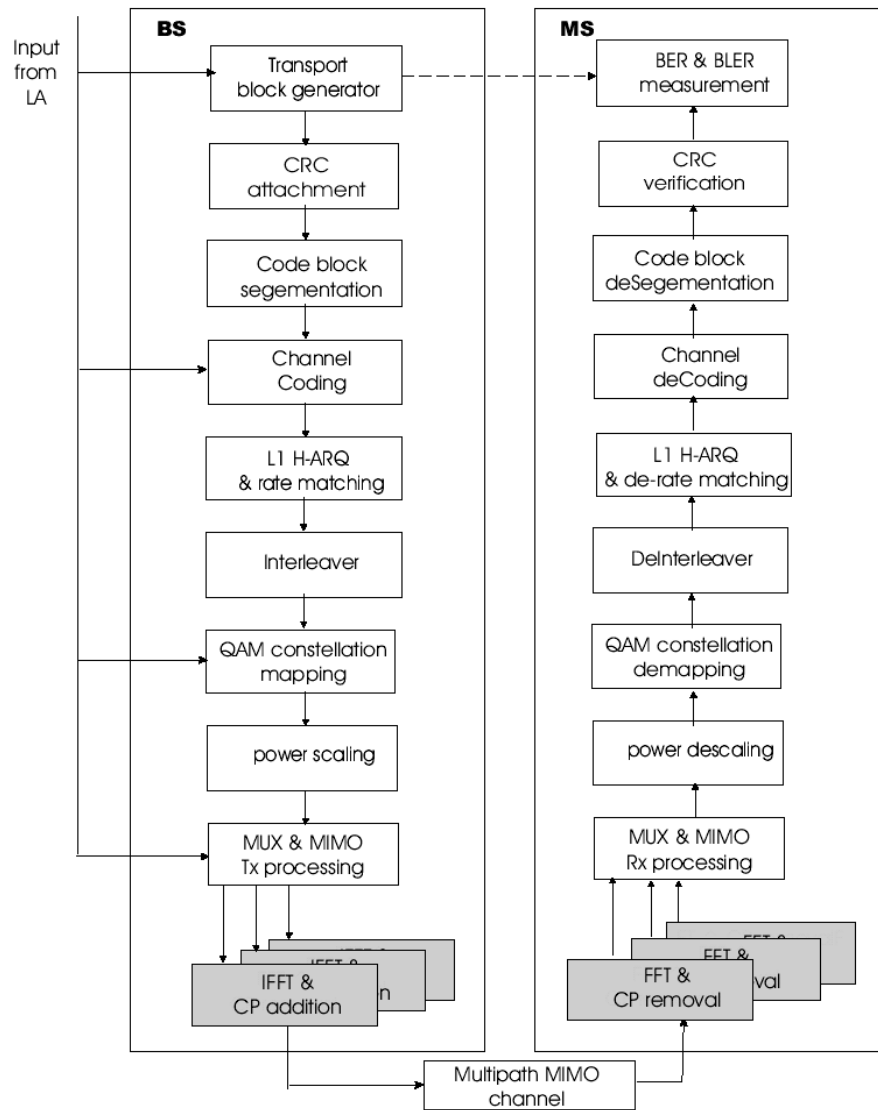 BS
MS
Input
from
LA
Transport
block generator
BER & BLER
measurement
CRC
attachment
CRC
verification
Code block
segementation
Code block
deSegementation
Channel
Coding
Channel
deCoding
L1 H-ARQ
& rate matching
L1 H-ARQ
& de-rate matching
Interleaver
DeInterleaver
QAM constellation
mapping
QAM constellation
demapping
power scaling
power descaling
MUX & MIMO
Tx processing
MUX & MIMO
Rx processing
IFFT &
CP addition
FFT &
CP removal
Multipath MIMO
channel